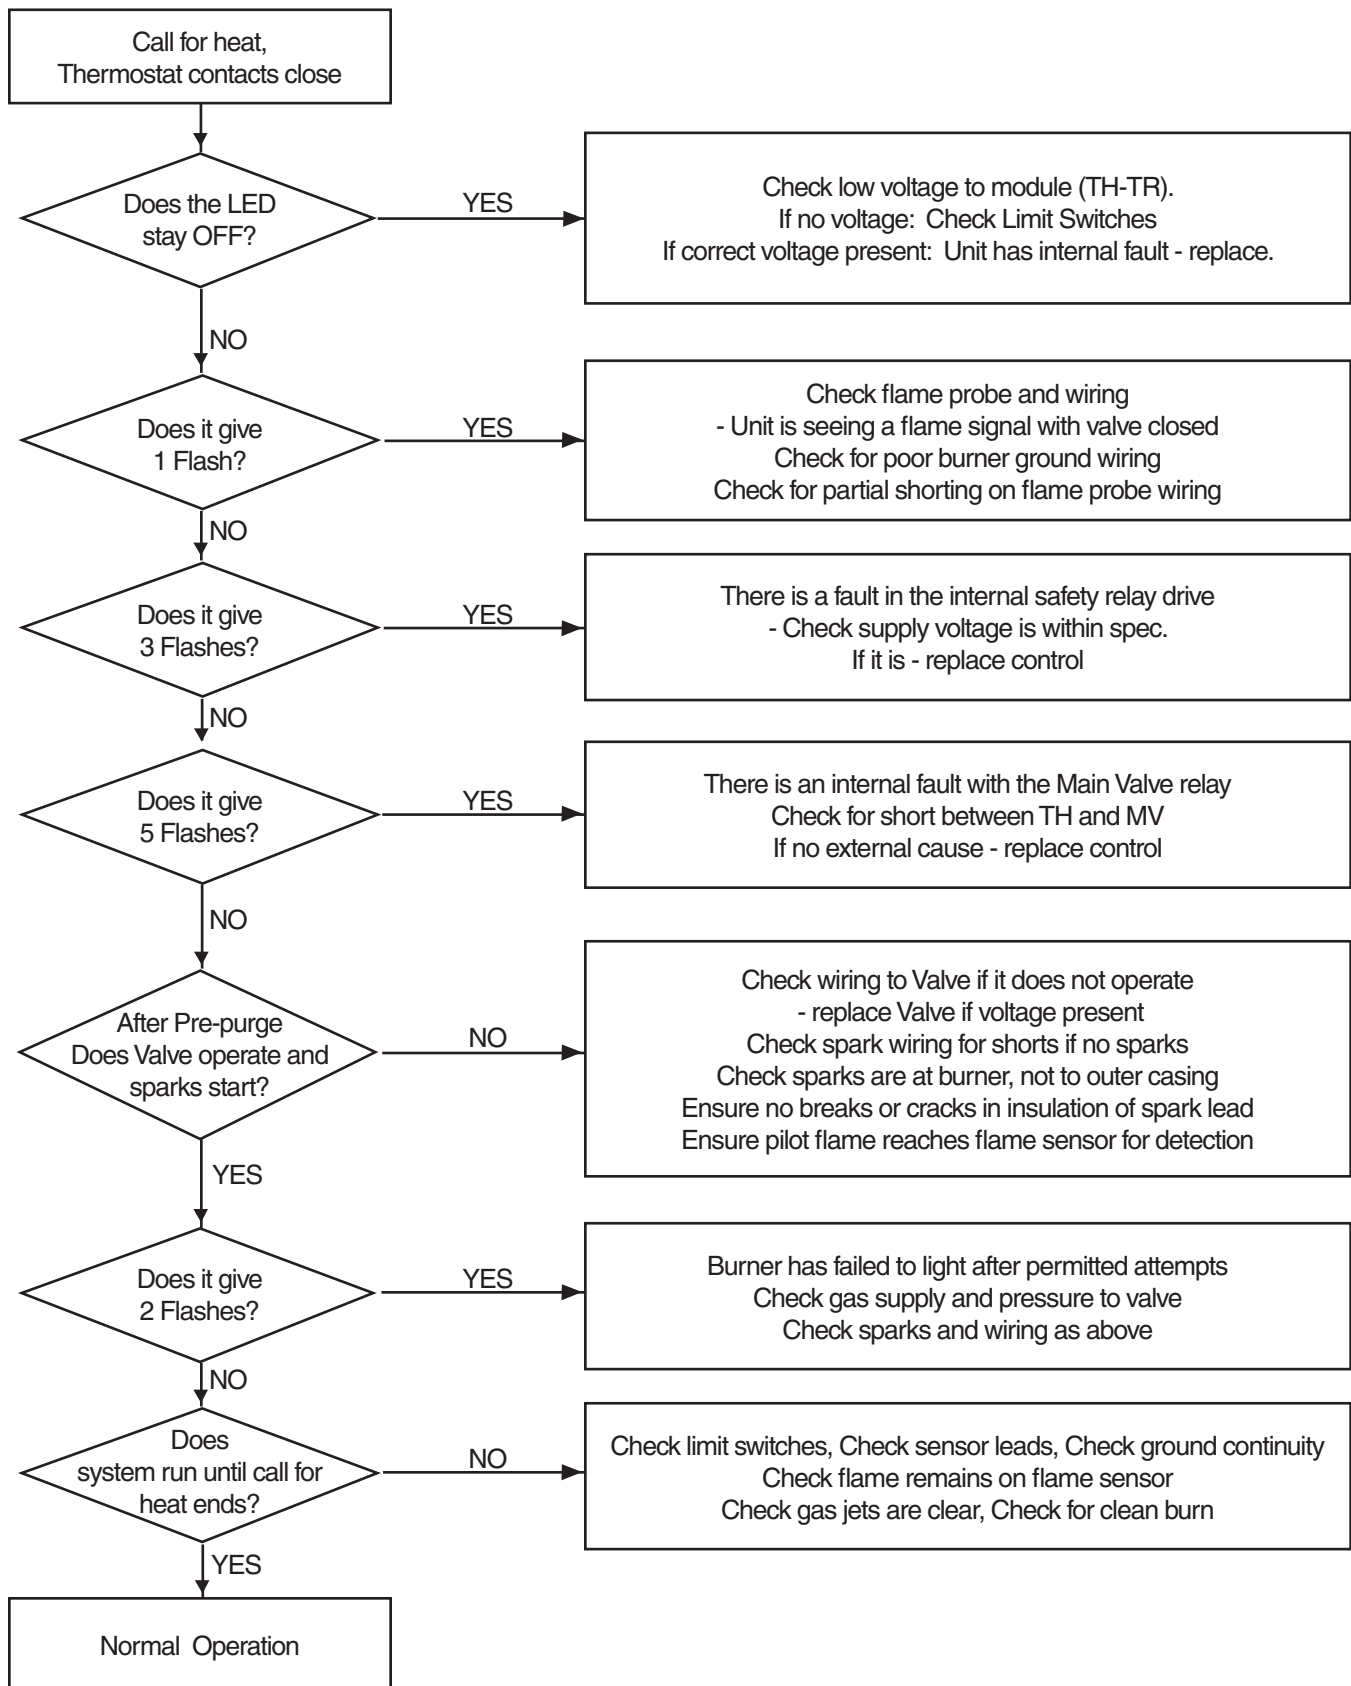 Call for heat,
Thermostat contacts close
Does the LED
stay OFF?
YES
Check low voltage to module (TH-TR).
If no voltage: Check Limit Switches
If correct voltage present: Unit has internal fault - replace.
NO
Does it give
1 Flash?
YES
Check flame probe and wiring
- Unit is seeing a flame signal with valve closed
Check for poor burner ground wiring
Check for partial shorting on flame probe wiring
NO
Does it give
3 Flashes?
YES
There is a fault in the internal safety relay drive
- Check supply voltage is within spec.
If it is - replace control
NO
Does it give
5 Flashes?
YES
There is an internal fault with the Main Valve relay
Check for short between TH and MV
If no external cause - replace control
NO
After Pre-purge
Does Valve operate and
sparks start?
NO
Check wiring to Valve if it does not operate
- replace Valve if voltage present
Check spark wiring for shorts if no sparks
Check sparks are at burner, not to outer casing
Ensure no breaks or cracks in insulation of spark lead
Ensure pilot flame reaches flame sensor for detection
YES
Does it give
2 Flashes?
YES
Burner has failed to light after permitted attempts
Check gas supply and pressure to valve
Check sparks and wiring as above
NO
Does
system run until call for
heat ends?
NO
Check limit switches, Check sensor leads, Check ground continuity
Check flame remains on flame sensor
Check gas jets are clear, Check for clean burn
YES
Normal Operation